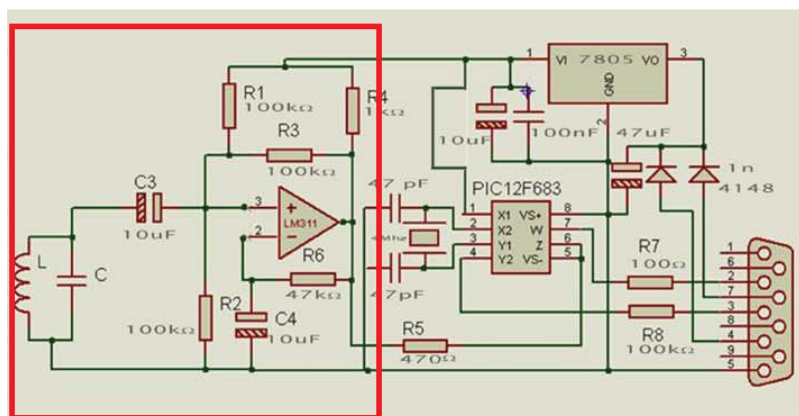 R1
100kΩ
R4
1kΩ
R3
100kΩ
C3
10uF
3
2
LM311
L
C
R2
100kΩ
R6
47kΩ
C4
10uF
47 pF
47pF
R5
470Ω
10uF
100nF
1
VI
7805
VO
3
GND
2
47uF
1n
4148
PIC12F683
1
2
3
4
X1
X2
Y1
Y2
VS+
W
Z
VS-
8
7
6
5
R7
100Ω
R8
100kΩ
1
6
2
7
3
8
4
9
5